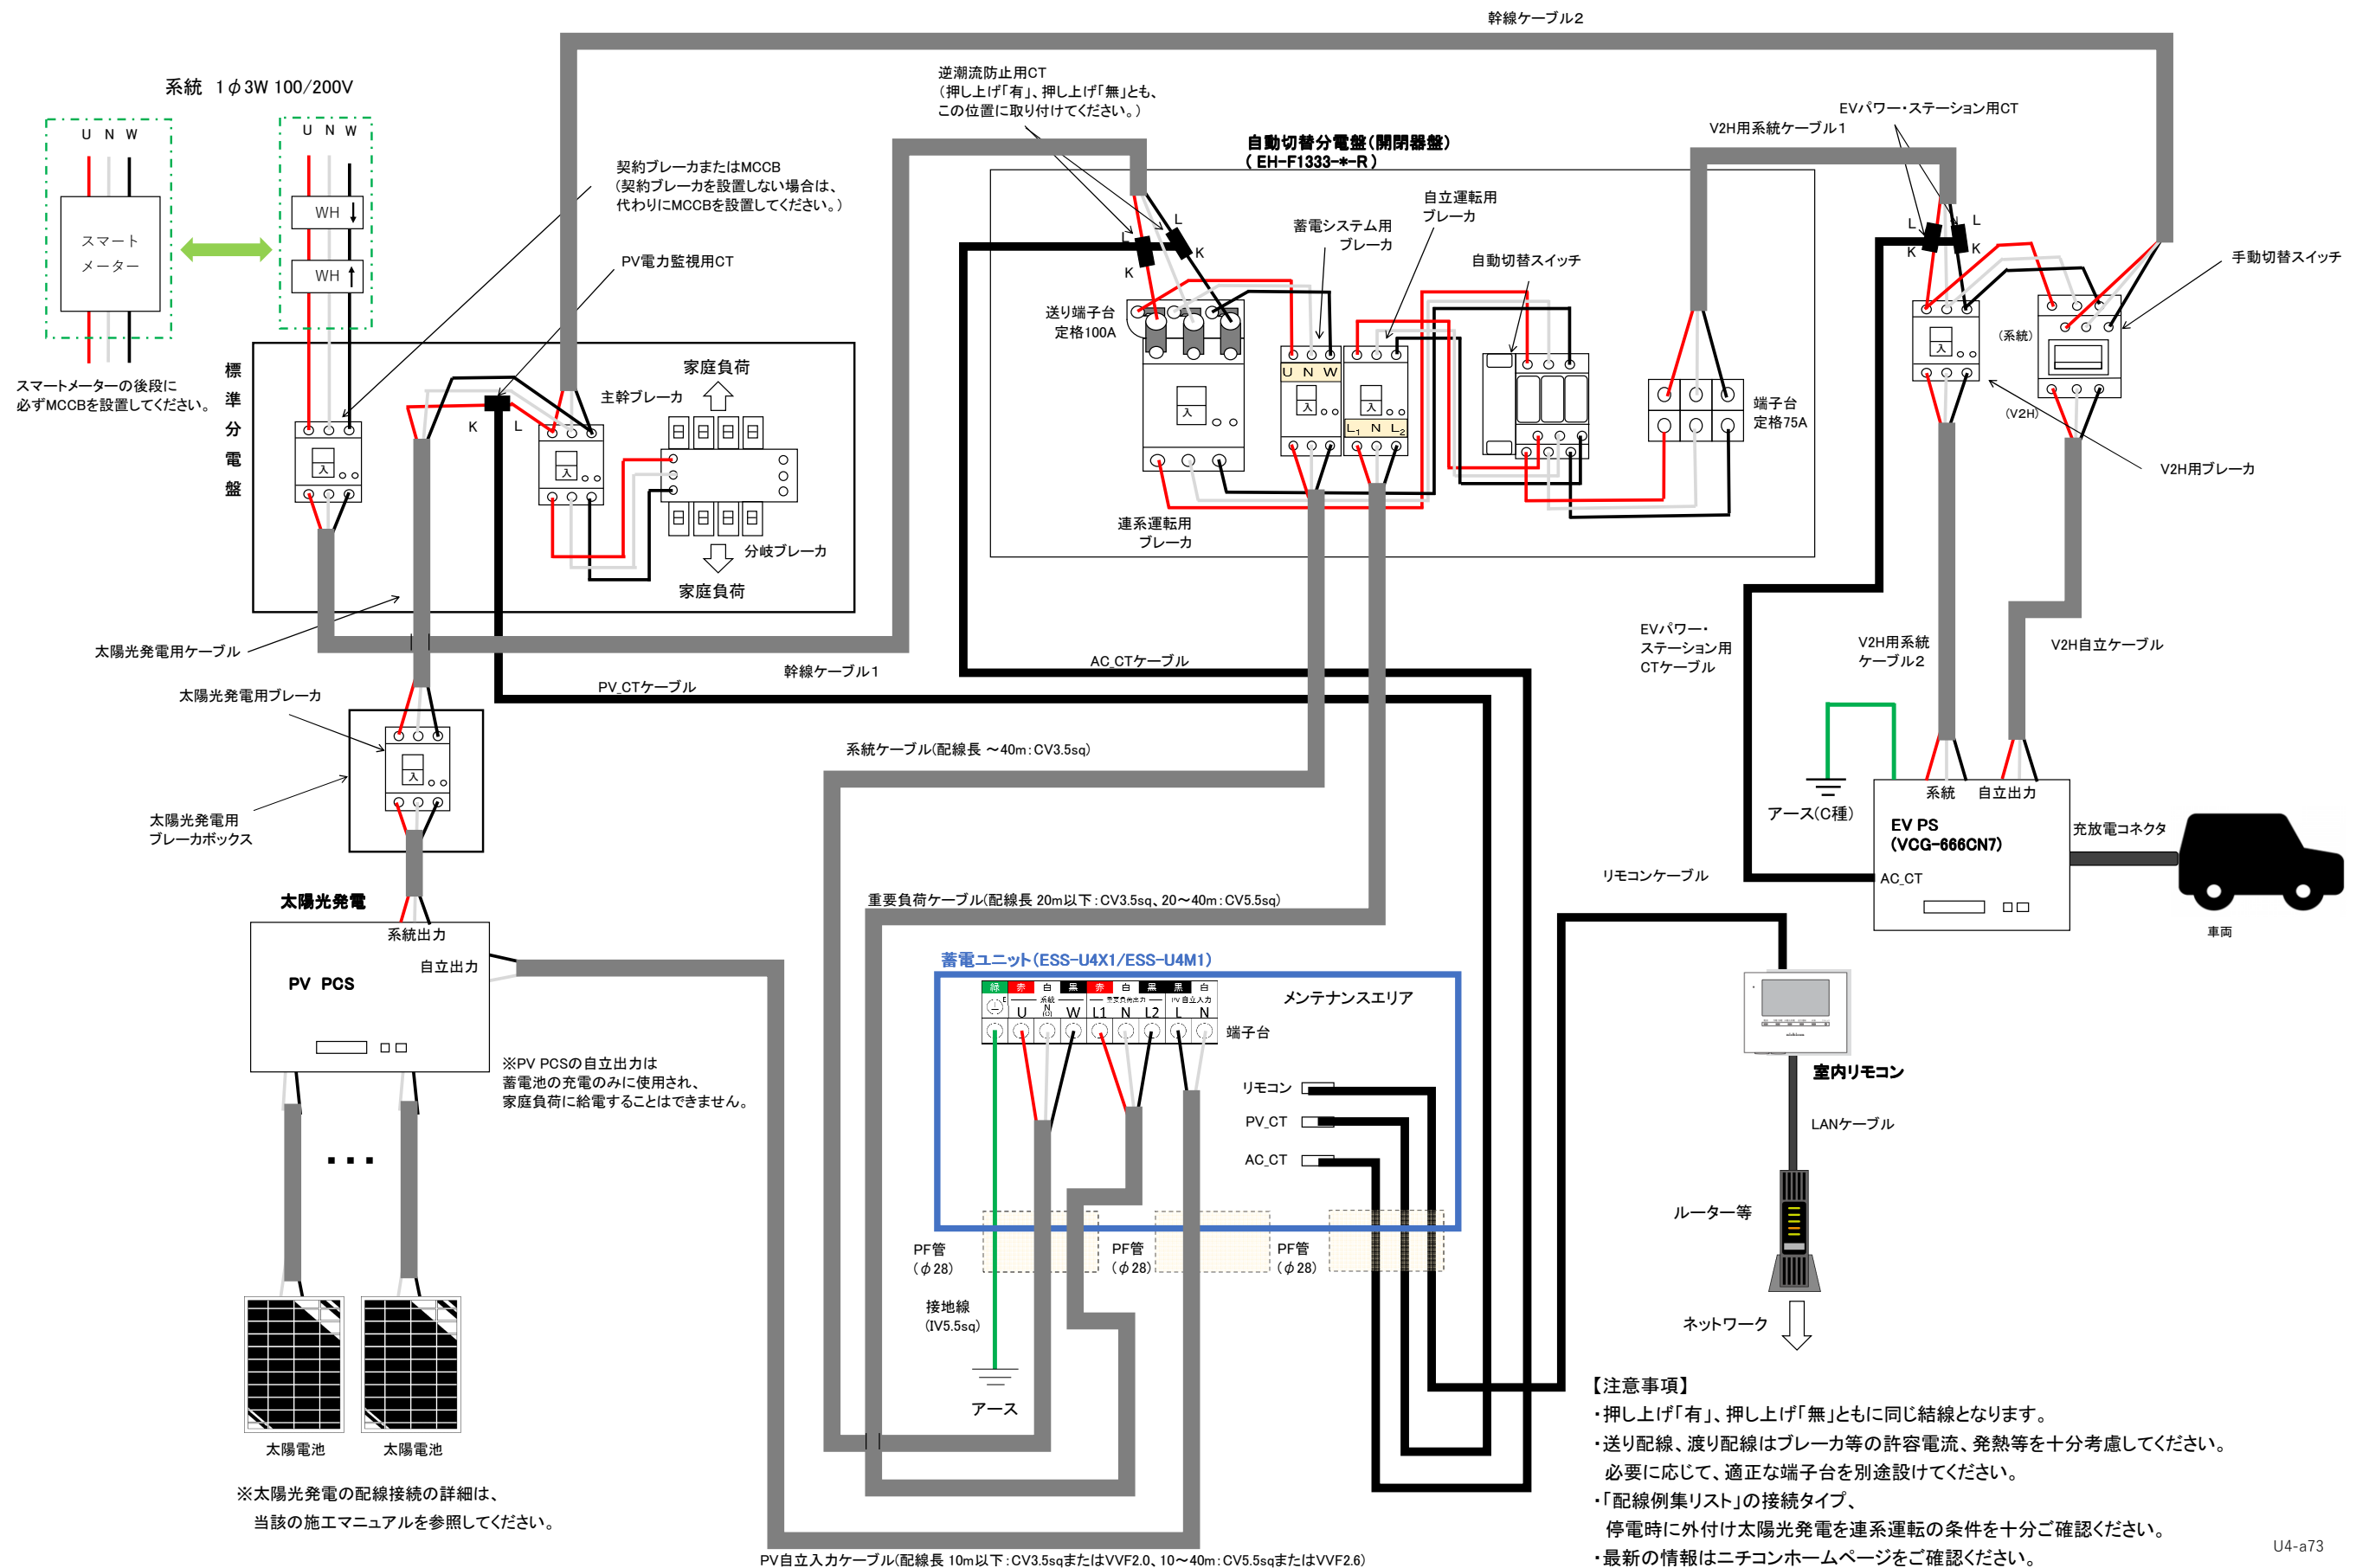 幹線ケーブル2
系統 1φ3W 100/200V
U N W
U N W
スマート
メーター
WH
WH
スマートメーターの後段に
必ずMCCBを設置してください。
契約ブレーカまたはMCCB
(契約ブレーカを設置しない場合は、
代わりにMCCBを設置してください。)
PV電力監視用CT
標準分電盤
K L
主幹ブレーカ
家庭負荷
入
入
分岐ブレーカ
家庭負荷
逆潮流防止用CT
(押し上げ「有」、押し上げ「無」とも、
この位置に取り付けてください。)
自動切替分電盤(開閉器盤)
( EH-F1333-*-R )
L
L
K
K
送り端子台
定格100A
蓄電システム用
ブレーカ
自立運転用
ブレーカ
自動切替スイッチ
U N W
入
入
入
L1 N L2
連系運転用
ブレーカ
端子台
定格75A
V2H用系統ケーブル1
EVパワー・ステーション用CT
L
N
L
K
K
手動切替スイッチ
(系統)
入
(V2H)
V2H用ブレーカ
太陽光発電用ケーブル
幹線ケーブル1
AC_CTケーブル
PV_CTケーブル
EVパワー・
ステーション用
CTケーブル
V2H用系統
ケーブル2
V2H自立ケーブル
太陽光発電用ブレーカ
入
太陽光発電用
ブレーカボックス
系統ケーブル(配線長 ～40m:CV3.5sq)
アース(C種)
系統 自立出力
EV PS
(VCG-666CN7)
AC_CT
充放電コネクタ
車両
リモコンケーブル
重要負荷ケーブル(配線長 20m以下:CV3.5sq、20～40m:CV5.5sq)
太陽光発電
系統出力
自立出力
PV PCS
※PV PCSの自立出力は
蓄電池の充電のみに使用され、
家庭負荷に給電することはできません。
蓄電ユニット(ESS-U4X1/ESS-U4M1)
緑 赤 白 黒 赤 白 黒 黒 白
E 系統 重要負荷出力 PV自立入力
U N (O) W L1 N L2 L N
端子台
メンテナンスエリア
リモコン
PV_CT
AC_CT
PF管
(φ28)
PF管
(φ28)
PF管
(φ28)
接地線
(IV5.5sq)
アース
室内リモコン
LANケーブル
ルーター等
ネットワーク
・・・
太陽電池
太陽電池
※太陽光発電の配線接続の詳細は、
当該の施工マニュアルを参照してください。
PV自立入力ケーブル(配線長 10m以下:CV3.5sqまたはVVF2.0、10～40m:CV5.5sqまたはVVF2.6)
【注意事項】
・押し上げ「有」、押し上げ「無」ともに同じ結線となります。
・送り配線、渡り配線はブレーカ等の許容電流、発熱等を十分考慮してください。
必要に応じて、適正な端子台を別途設けてください。
・「配線例集リスト」の接続タイプ、
停電時に外付け太陽光発電を連系運転の条件を十分ご確認ください。
・最新の情報はニチコンホームページをご確認ください。
U4-a73